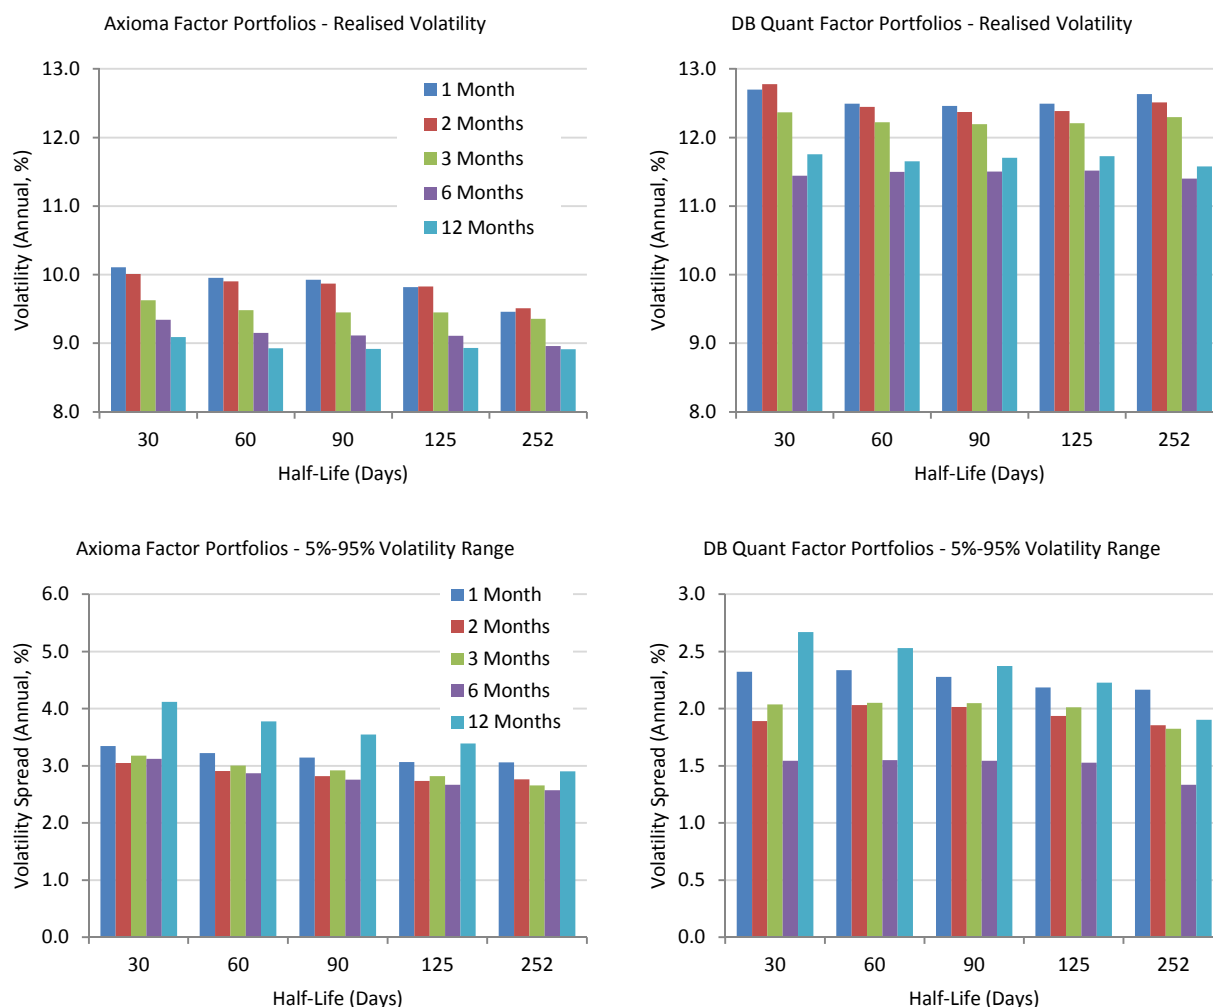 Axioma Factor Portfolios - Realised Volatility
Volatility (Annual, %)
13.0
12.0
11.0
10.0
9.0
8.0
1 Month
2 Months
3 Months
6 Months
12 Months
30 60 90 125 252
Half-Life (Days)
DB Quant Factor Portfolios - Realised Volatility
Volatility (Annual, %)
13.0
12.0
11.0
10.0
9.0
8.0
30 60 90 125 252
Half-Life (Days)
Axioma Factor Portfolios - 5%-95% Volatility Range
Volatility Spread (Annual, %)
6.0
5.0
4.0
3.0
2.0
1.0
0.0
1 Month
2 Months
3 Months
6 Months
12 Months
30 60 90 125 252
Half-Life (Days)
DB Quant Factor Portfolios - 5%-95% Volatility Range
Volatility Spread (Annual, %)
3.0
2.5
2.0
1.5
1.0
0.5
0.0
30 60 90 125 252
Half-Life (Days)